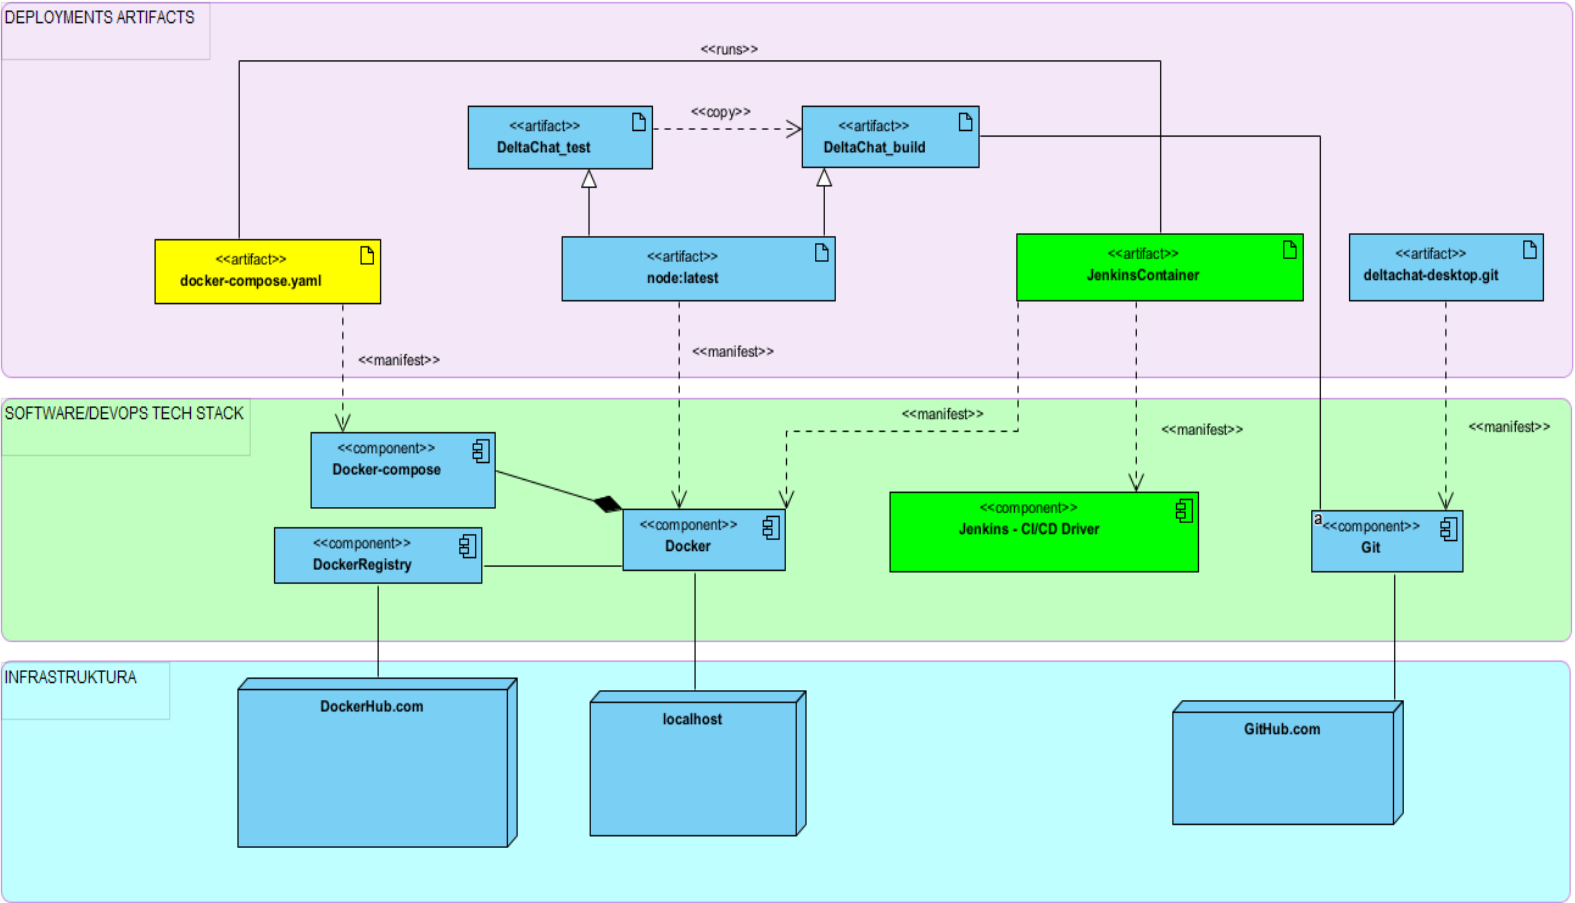 DEPLOYMENTS ARTIFACTS
<<runs>>
<<artifact>>
DeltaChat_test
<<copy>>
<<artifact>>
DeltaChat_build
<<artifact>>
docker-compose.yaml
<<artifact>>
node:latest
<<artifact>>
JenkinsContainer
<<artifact>>
deltachat-desktop.git
<<manifest>>
<<manifest>>
SOFTWARE/DEVOPS TECH STACK
<<manifest>>
<<manifest>>
<<manifest>>
<<component>>
Docker-compose
<<component>>
Docker
<<component>>
Jenkins - CI/CD Driver
a
<<component>>
Git
<<component>>
DockerRegistry
INFRASTRUKTURA
DockerHub.com
localhost
GitHub.com